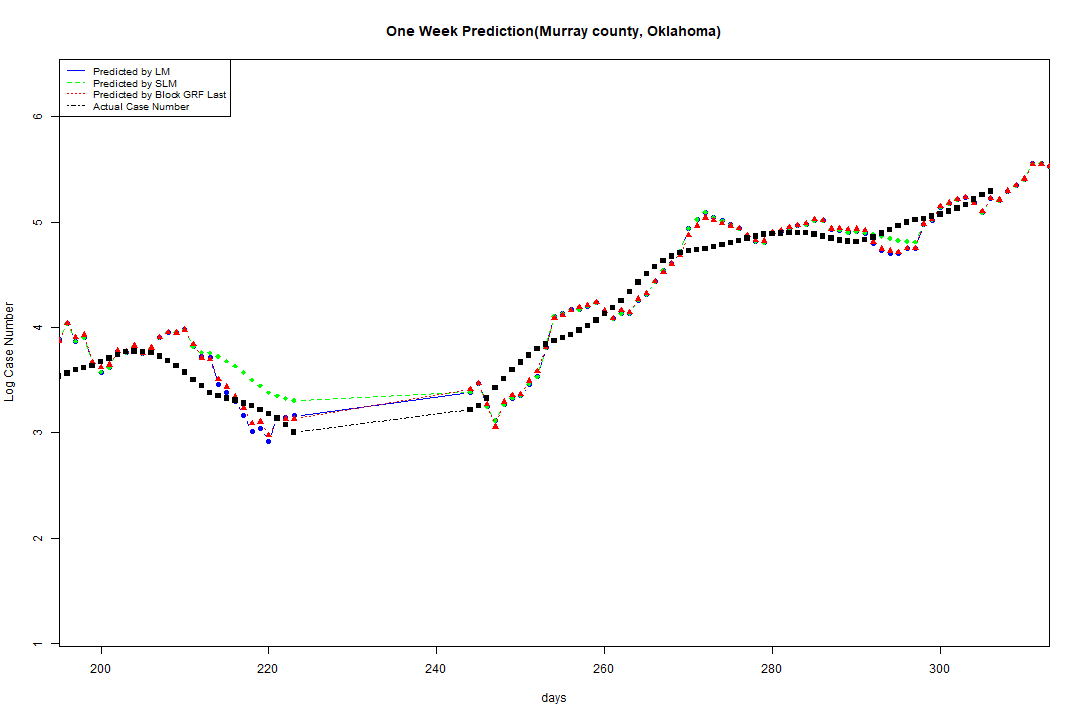 One Week Prediction(Murray county, Oklahoma)
Predicted by LM
Predicted by SLM
Predicted by Block GRF Last
Actual Case Number
6
5
4
3
2
1
Log Case Number
200 220 240 260 280 300
days